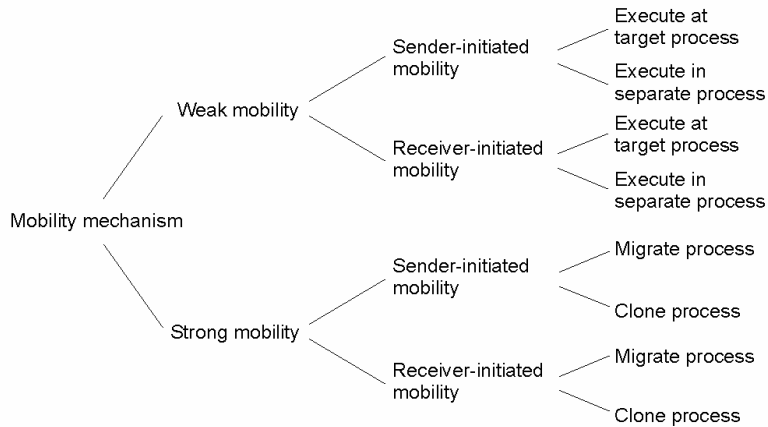 Execute at
target process
Sender-initiated
mobility
Execute in
separate process
Weak mobility
Execute at
target process
Receiver-initiated
mobility
Execute in
separate process
Mobility mechanism
Migrate process
Sender-initiated
mobility
Clone process
Strong mobility
Migrate process
Receiver-initiated
mobility
Clone process